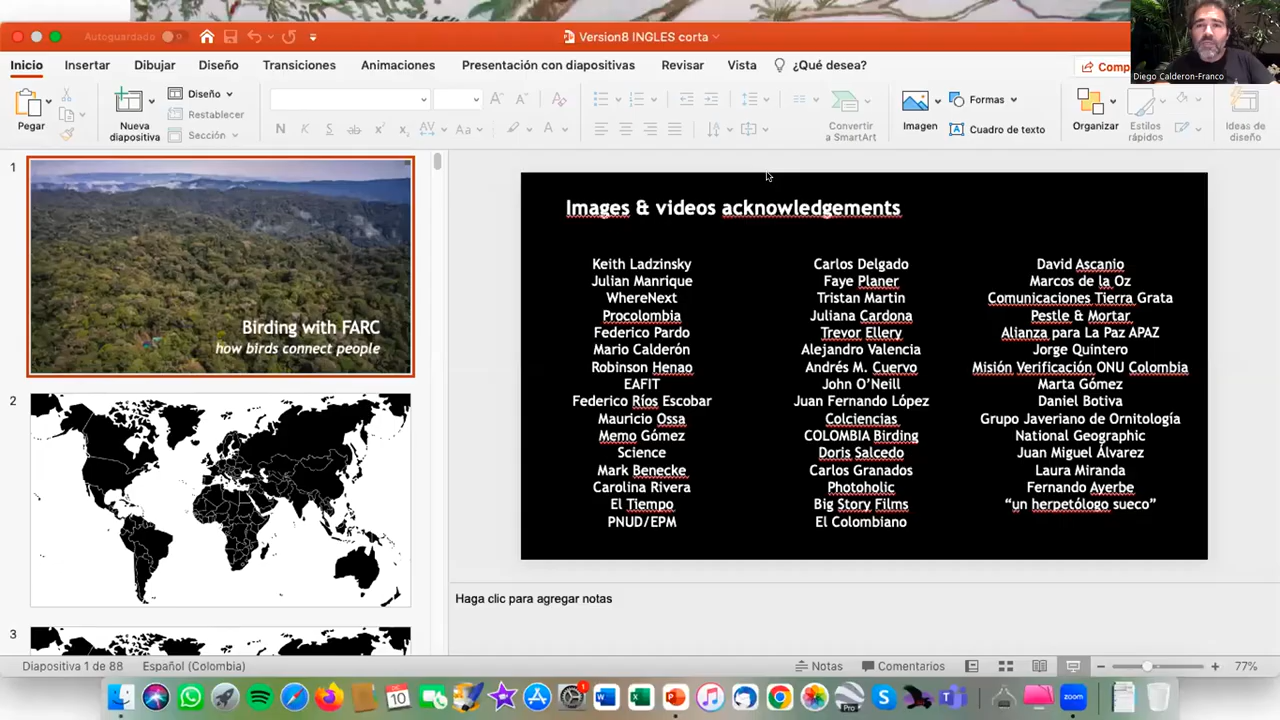 Autoguardado
Version8 INGLES corta
Diego Calderon-Franco
Inicio
Insertar
Dibujar
Diseño
Transiciones
Animaciones
Presentación con diapositivas
Revisar
Vista
¿Qué desea?
Comp
Pegar
Nueva
diapositiva
Diseño
Restablecer
Sección
N K S ab x x AV Aa A
Convertir
a SmartArt
Imagen
Formas
Cuadro de texto
Organizar
Estilos
rápidos
Ideas de
diseño
1
Birding with FARC
how birds connect people
2
3
Images & videos acknowledgements
Keith Ladzinsky
Julian Manrique
WhereNext
Procolombia
Federico Pardo
Mario Calderón
Robinson Henao
EAFIT
Federico Ríos Escobar
Mauricio Ossa
Memo Gómez
Science
Mark Benecke
Carolina Rivera
El Tiempo
PNUD/EPM
Carlos Delgado
Faye Planer
Tristan Martin
Juliana Cardona
Trevor Ellery
Alejandro Valencia
Andrés M. Cuervo
John O’Neill
Juan Fernando López
Colciencias
COLOMBIA Birding
Doris Salcedo
Carlos Granados
Photoholic
Big Story Films
El Colombiano
David Ascanio
Marcos de la Oz
Comunicaciones Tierra Grata
Pestle & Mortar
Alianza para La Paz APAZ
Jorge Quintero
Misión Verificación ONU Colombia
Marta Gómez
Daniel Botiva
Grupo Javeriano de Ornitología
National Geographic
Juan Miguel Álvarez
Laura Miranda
Fernando Ayerbe
“un herpetólogo sueco”
Haga clic para agregar notas
Diapositiva 1 de 88
Español (Colombia)
Notas
Comentarios
77%
10
1
Pro
zoom